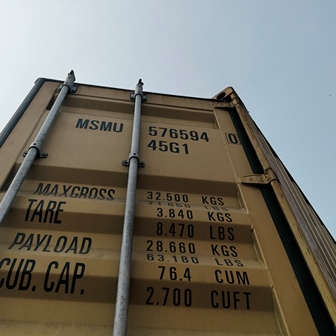 MSMU 576594 0
45G1
MAXGROSS 32.500 KGS
TARE 3.840 KGS
8.470 LBS
PAYLOAD 28.660 KGS
63.180 LBS
CUB. CAP. 76.4 CUM
2.700 CUFT